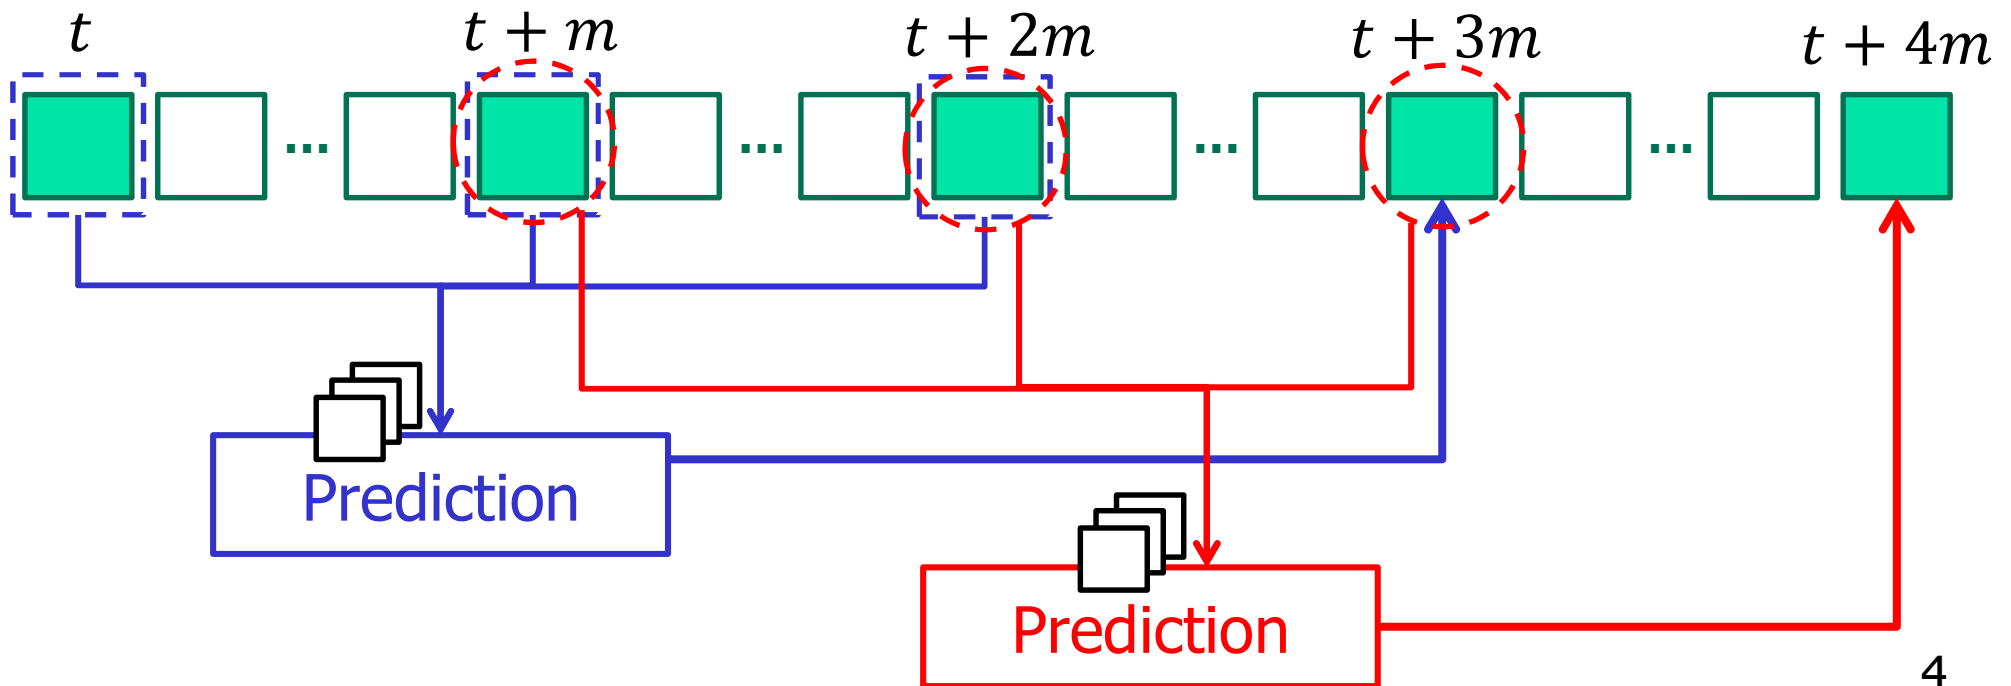 t t + m t + 2m t + 3m t + 4m
... ... ... ...
Prediction
Prediction
4